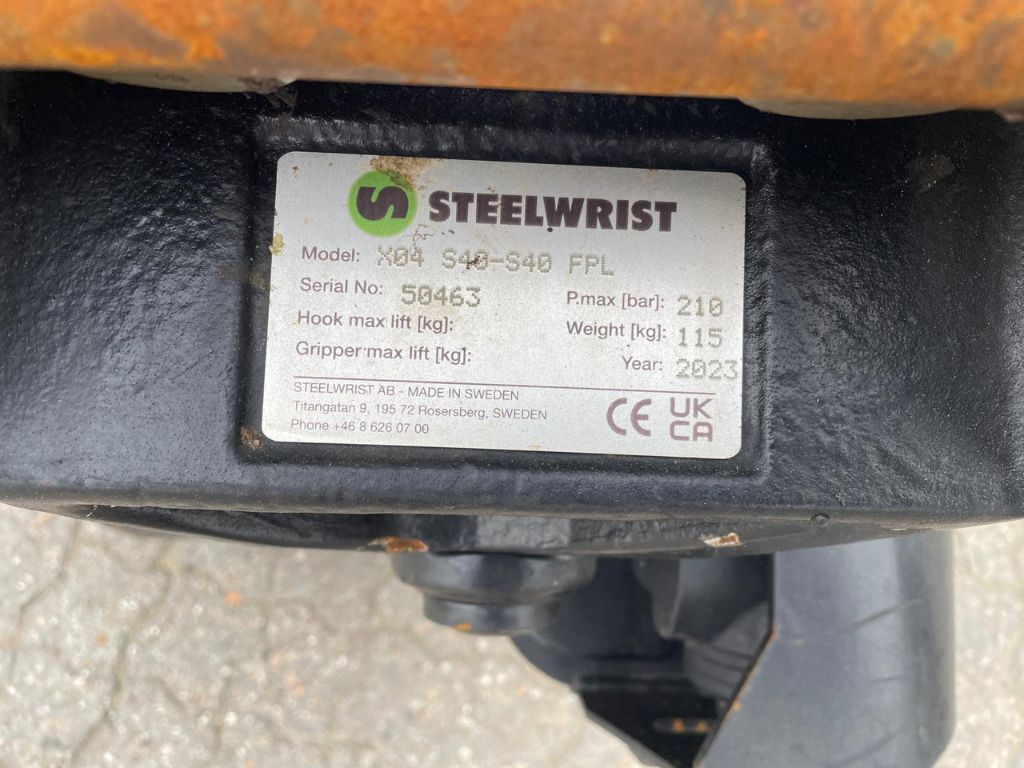 STEELWRIST
Model: X04 S40-S40 FPL
Serial No: 50463
P.max [bar]: 210
Hook max lift [kg]:
Weight [kg]: 115
Gripper max lift [kg]:
Year: 2023
STEELWRIST AB - MADE IN SWEDEN
Titangatan 9, 195 72 Rosersberg, SWEDEN
Phone +46 8 626 07 00
CE
UK
CA